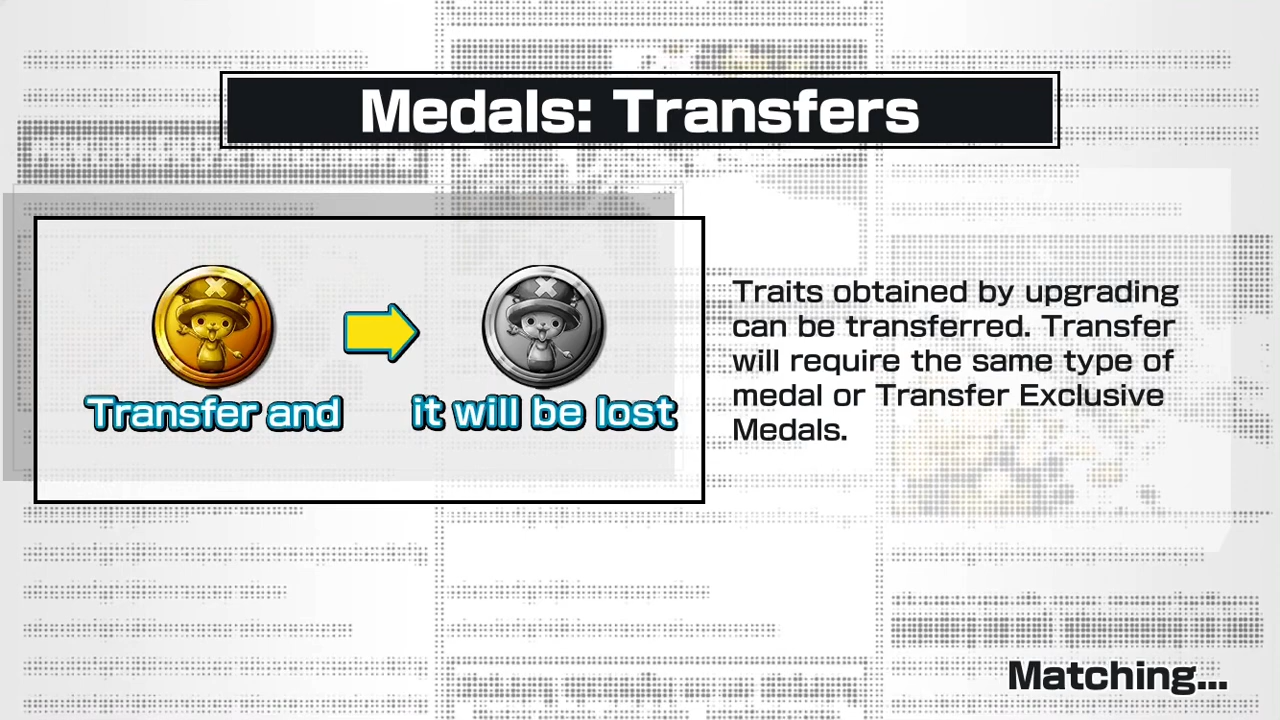 Medals: Transfers
Transfer and
it will be lost
Traits obtained by upgrading
can be transferred. Transfer
will require the same type of
medal or Transfer Exclusive
Medals.
Matching...